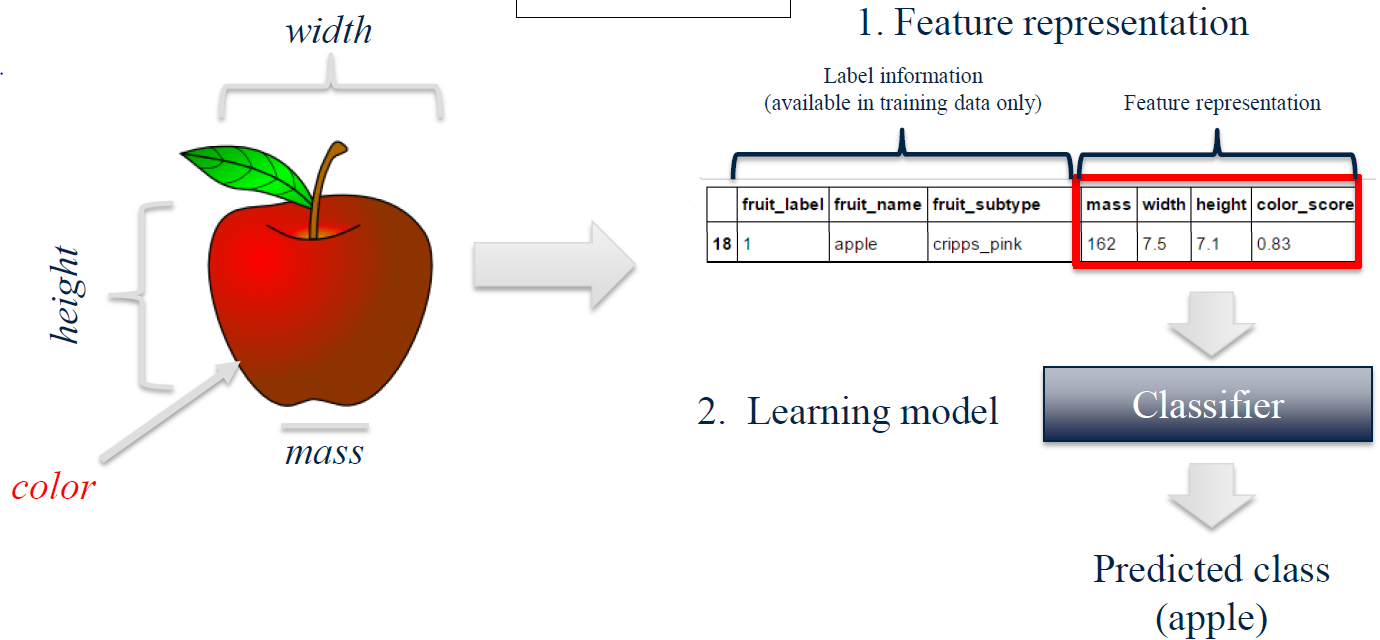 width
height
mass
color
1. Feature representation
Label information
(available in training data only)
Feature representation
fruit_label fruit_name fruit_subtype mass width height color_score
18 1 apple cripps_pink 162 7.5 7.1 0.83
2. Learning model
Classifier
Predicted class
(apple)